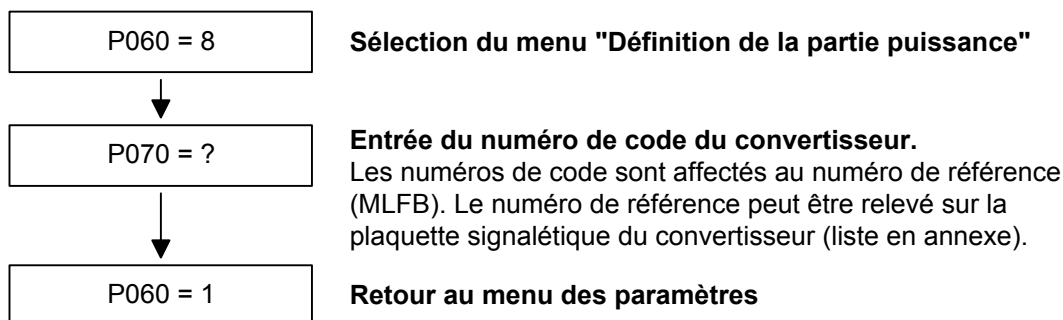 P060 = 8
Sélection du menu "Définition de la partie puissance"
P070 = ?
Entrée du numéro de code du convertisseur.
Les numéros de code sont affectés au numéro de référence
(MLFB). Le numéro de référence peut être relevé sur la
plaquette signalétique du convertisseur (liste en annexe).
P060 = 1
Retour au menu des paramètres